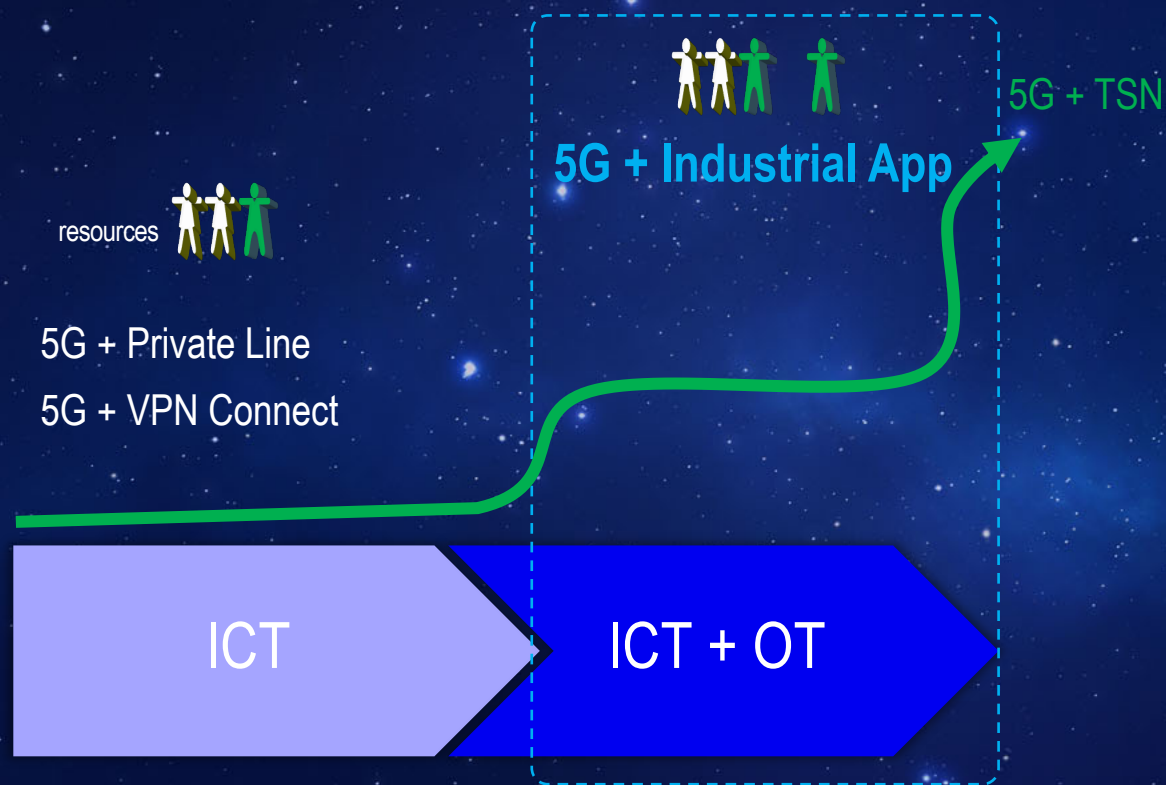 5G + TSN
5G + Industrial App
resources
5G + Private Line
5G + VPN Connect
ICT
ICT + OT